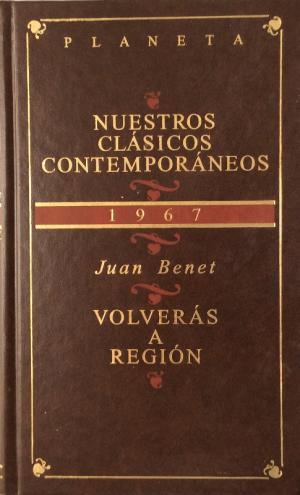 PLANETA
NUESTROS
CLÁSICOS
CONTEMPORÁNEOS
1967
Juan Benet
VOLVERÁS
A
REGIÓN